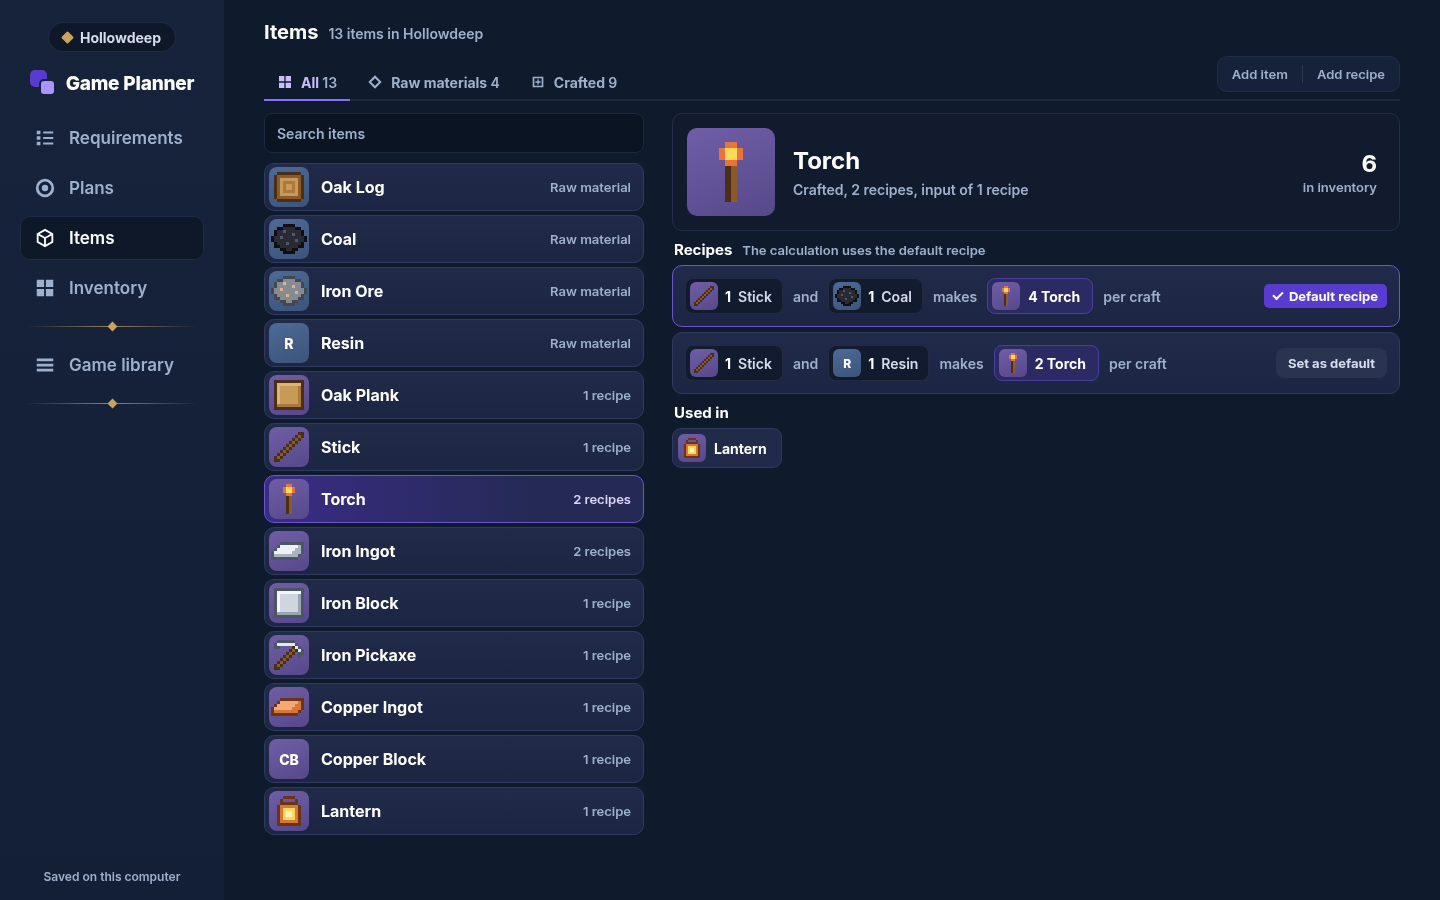 Hollowdeep
Game Planner
Requirements
Plans
Items
Inventory
Game library
Saved on this computer
Items 13 items in Hollowdeep
All 13 Raw materials 4 Crafted 9
Add item Add recipe
Search items
Oak Log Raw material
Coal Raw material
Iron Ore Raw material
R Resin Raw material
Oak Plank 1 recipe
Stick 1 recipe
Torch 2 recipes
Iron Ingot 2 recipes
Iron Block 1 recipe
Iron Pickaxe 1 recipe
Copper Ingot 1 recipe
CB Copper Block 1 recipe
Lantern 1 recipe
Torch
Crafted, 2 recipes, input of 1 recipe
6
in inventory
Recipes The calculation uses the default recipe
1 Stick and 1 Coal makes 4 Torch per craft Default recipe
1 Stick and R 1 Resin makes 2 Torch per craft Set as default
Used in
Lantern